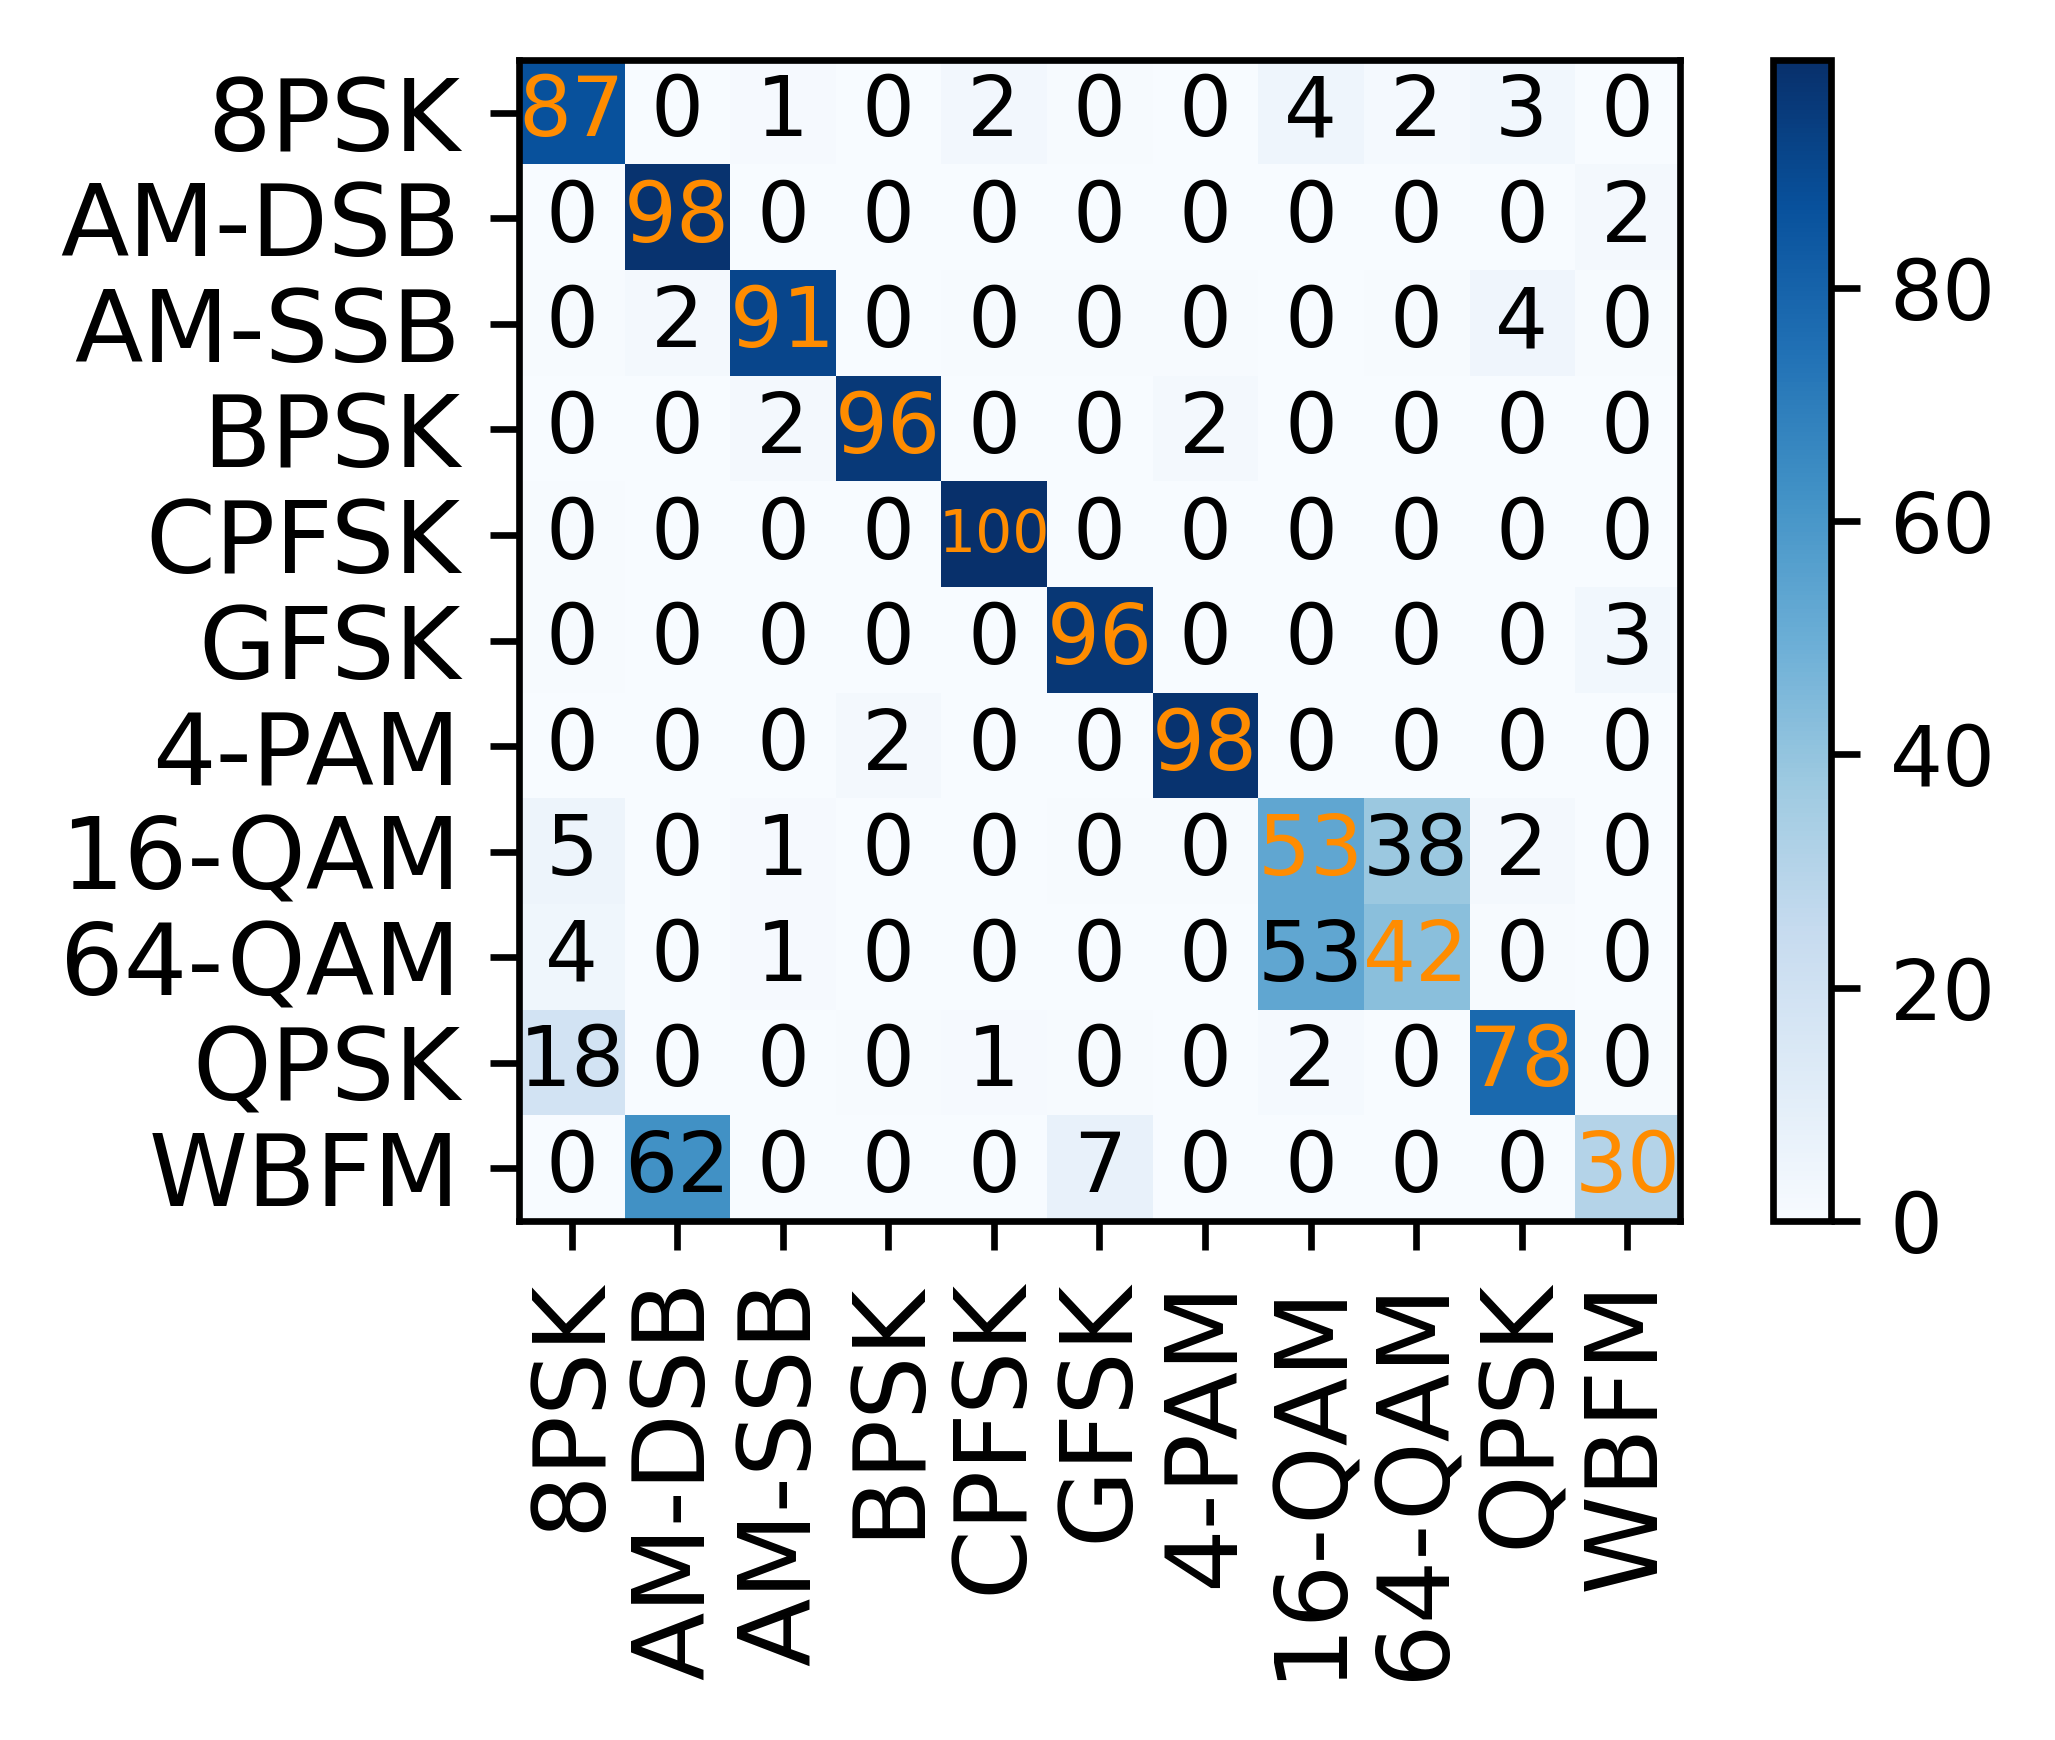 8PSK 87 0 1 0 2 0 0 4 2 3 0
AM-DSB 0 98 0 0 0 0 0 0 0 0 2
AM-SSB 0 2 91 0 0 0 0 0 0 4 0
BPSK 0 0 2 96 0 0 2 0 0 0 0
CPFSK 0 0 0 0 100 0 0 0 0 0 0
GFSK 0 0 0 0 0 96 0 0 0 0 3
4-PAM 0 0 0 2 0 0 98 0 0 0 0
16-QAM 5 0 1 0 0 0 0 53 38 2 0
64-QAM 4 0 1 0 0 0 0 53 42 0 0
QPSK 18 0 0 0 1 0 0 2 0 78 0
WBFM 0 62 0 0 0 7 0 0 0 0 30
8PSK
AM-DSB
AM-SSB
BPSK
CPFSK
GFSK
4-PAM
16-QAM
64-QAM
QPSK
WBFM
80
60
40
20
0